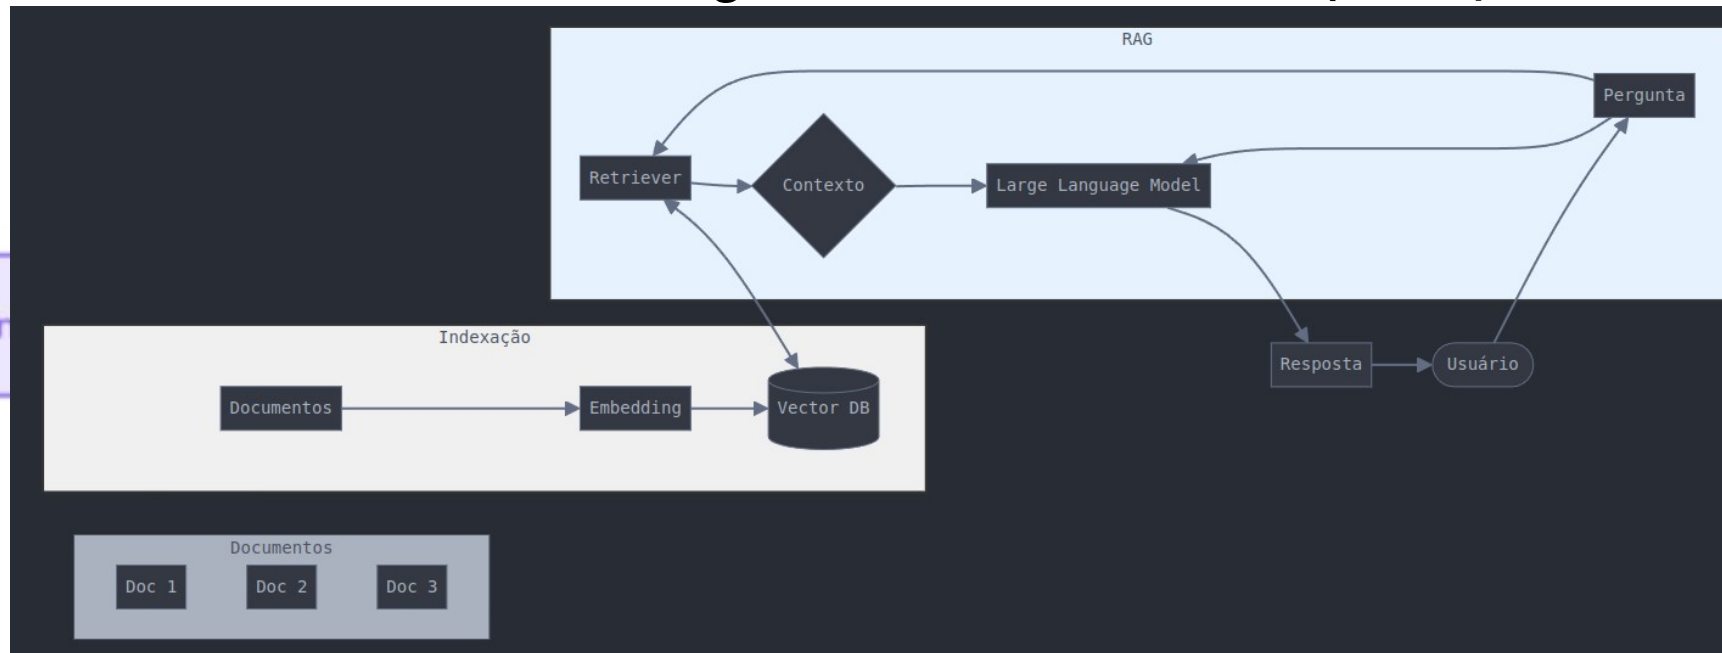 RAG
Pergunta
Retriever
Contexto
Large Language Model
Indexação
Resposta
Usuário
Documentos
Embedding
Vector DB
Documentos
Doc 1
Doc 2
Doc 3